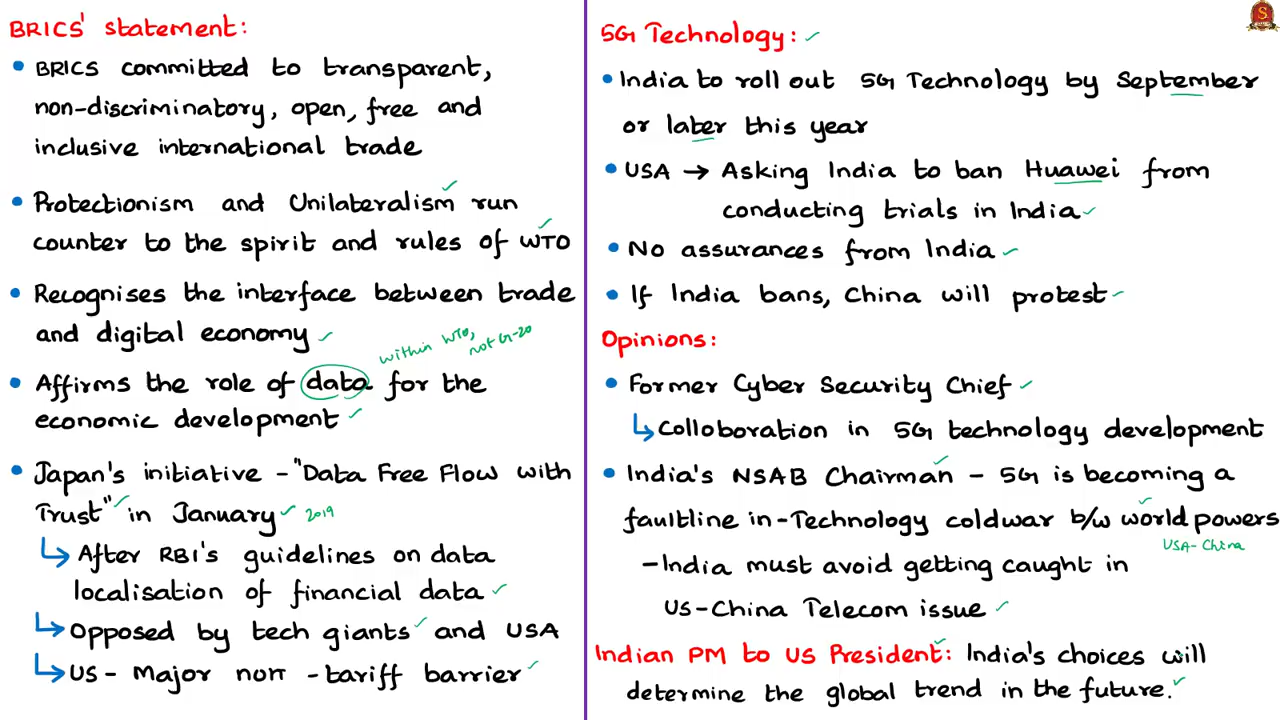 BRICS' statement:
• BRICS committed to transparent,
non-discriminatory, open, free and
inclusive international trade
• Protectionism and Unilateralism run
counter to the spirit and rules of WTO
• Recognises the interface between trade
and digital economy
within WTO,
not G-20
• Affirms the role of data for the
economic development
• Japan's initiative - "Data Free Flow with
Trust" in January 2019
↳ After RBI's guidelines on data
localisation of financial data
↳ Opposed by tech giants and USA
↳ US - Major non - tariff barrier
5G Technology:
• India to roll out 5G Technology by September
or later this year
• USA → Asking India to ban Huawei from
conducting trials in India
• No assurances from India
• If India bans, China will protest
Opinions:
• Former Cyber Security Chief
↳ Colloboration in 5G technology development
• India's NSAB Chairman - 5G is becoming a
faultline in-Technology coldwar b/w world powers
USA-China
-India must avoid getting caught in
US-China Telecom issue
Indian PM to US President: India's choices will
determine the global trend in the future.